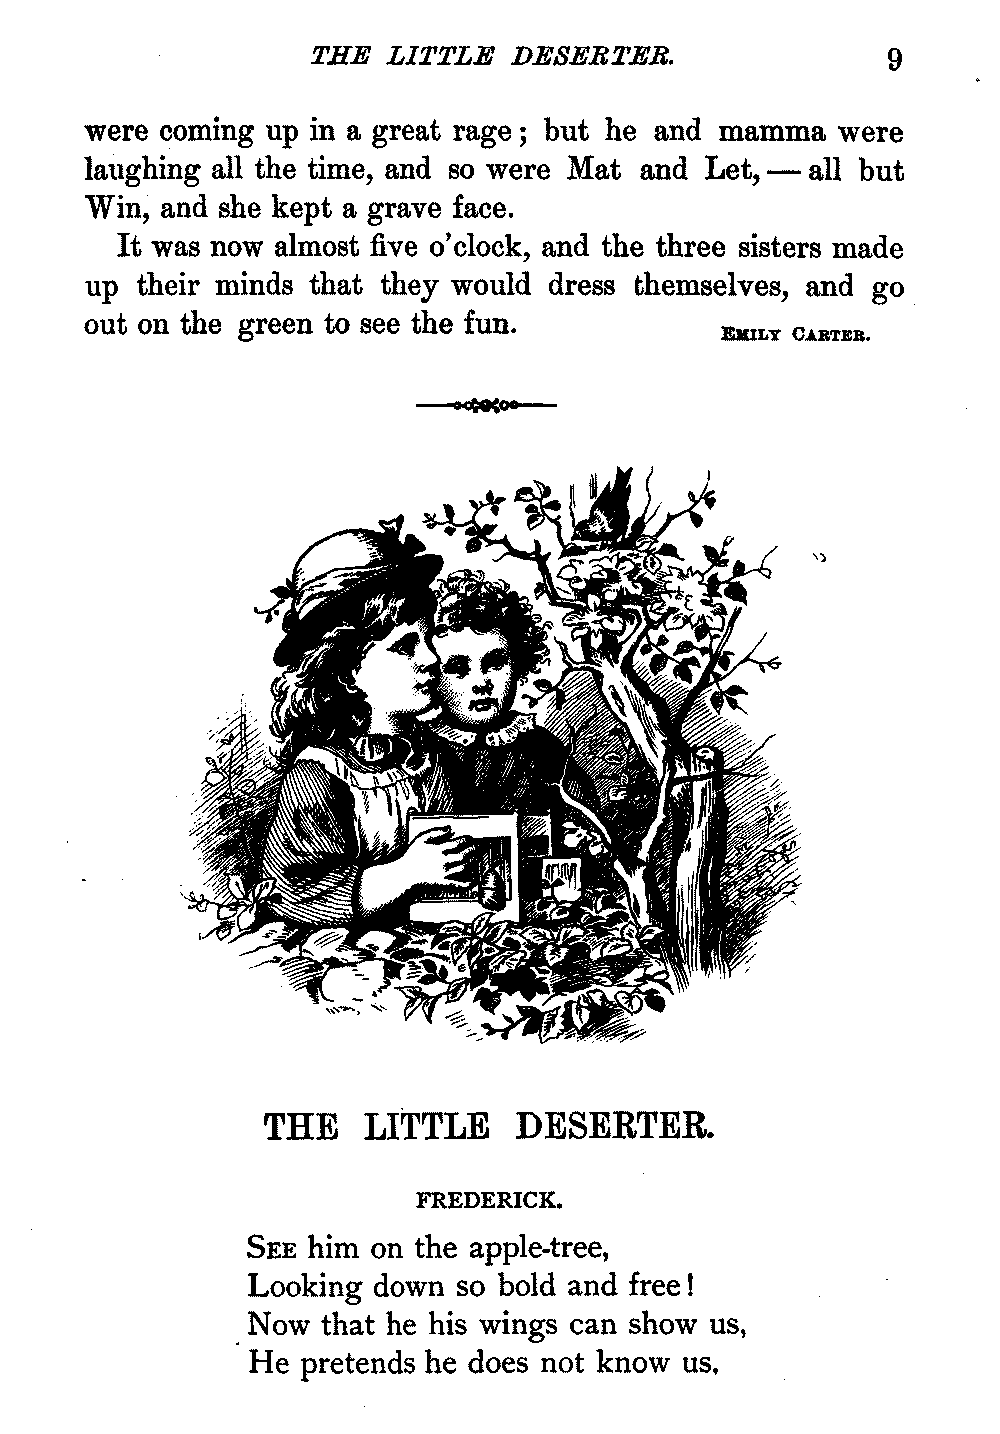 THE LITTLE DESERTER. 9
were coming up in a great rage; but he and mamma were
laughing all the time, and so were Mat and Let,— all but
Win, and she kept a grave face.
It was now almost five o'clock, and the three sisters made
up their minds that they would dress themselves, and go
out on the green to see the fun.
EMILY CARTER.
THE LITTLE DESERTER.
FREDERICK.
SEE him on the apple-tree,
Looking down so bold and free!
Now that he his wings can show us,
He pretends he does not know us,